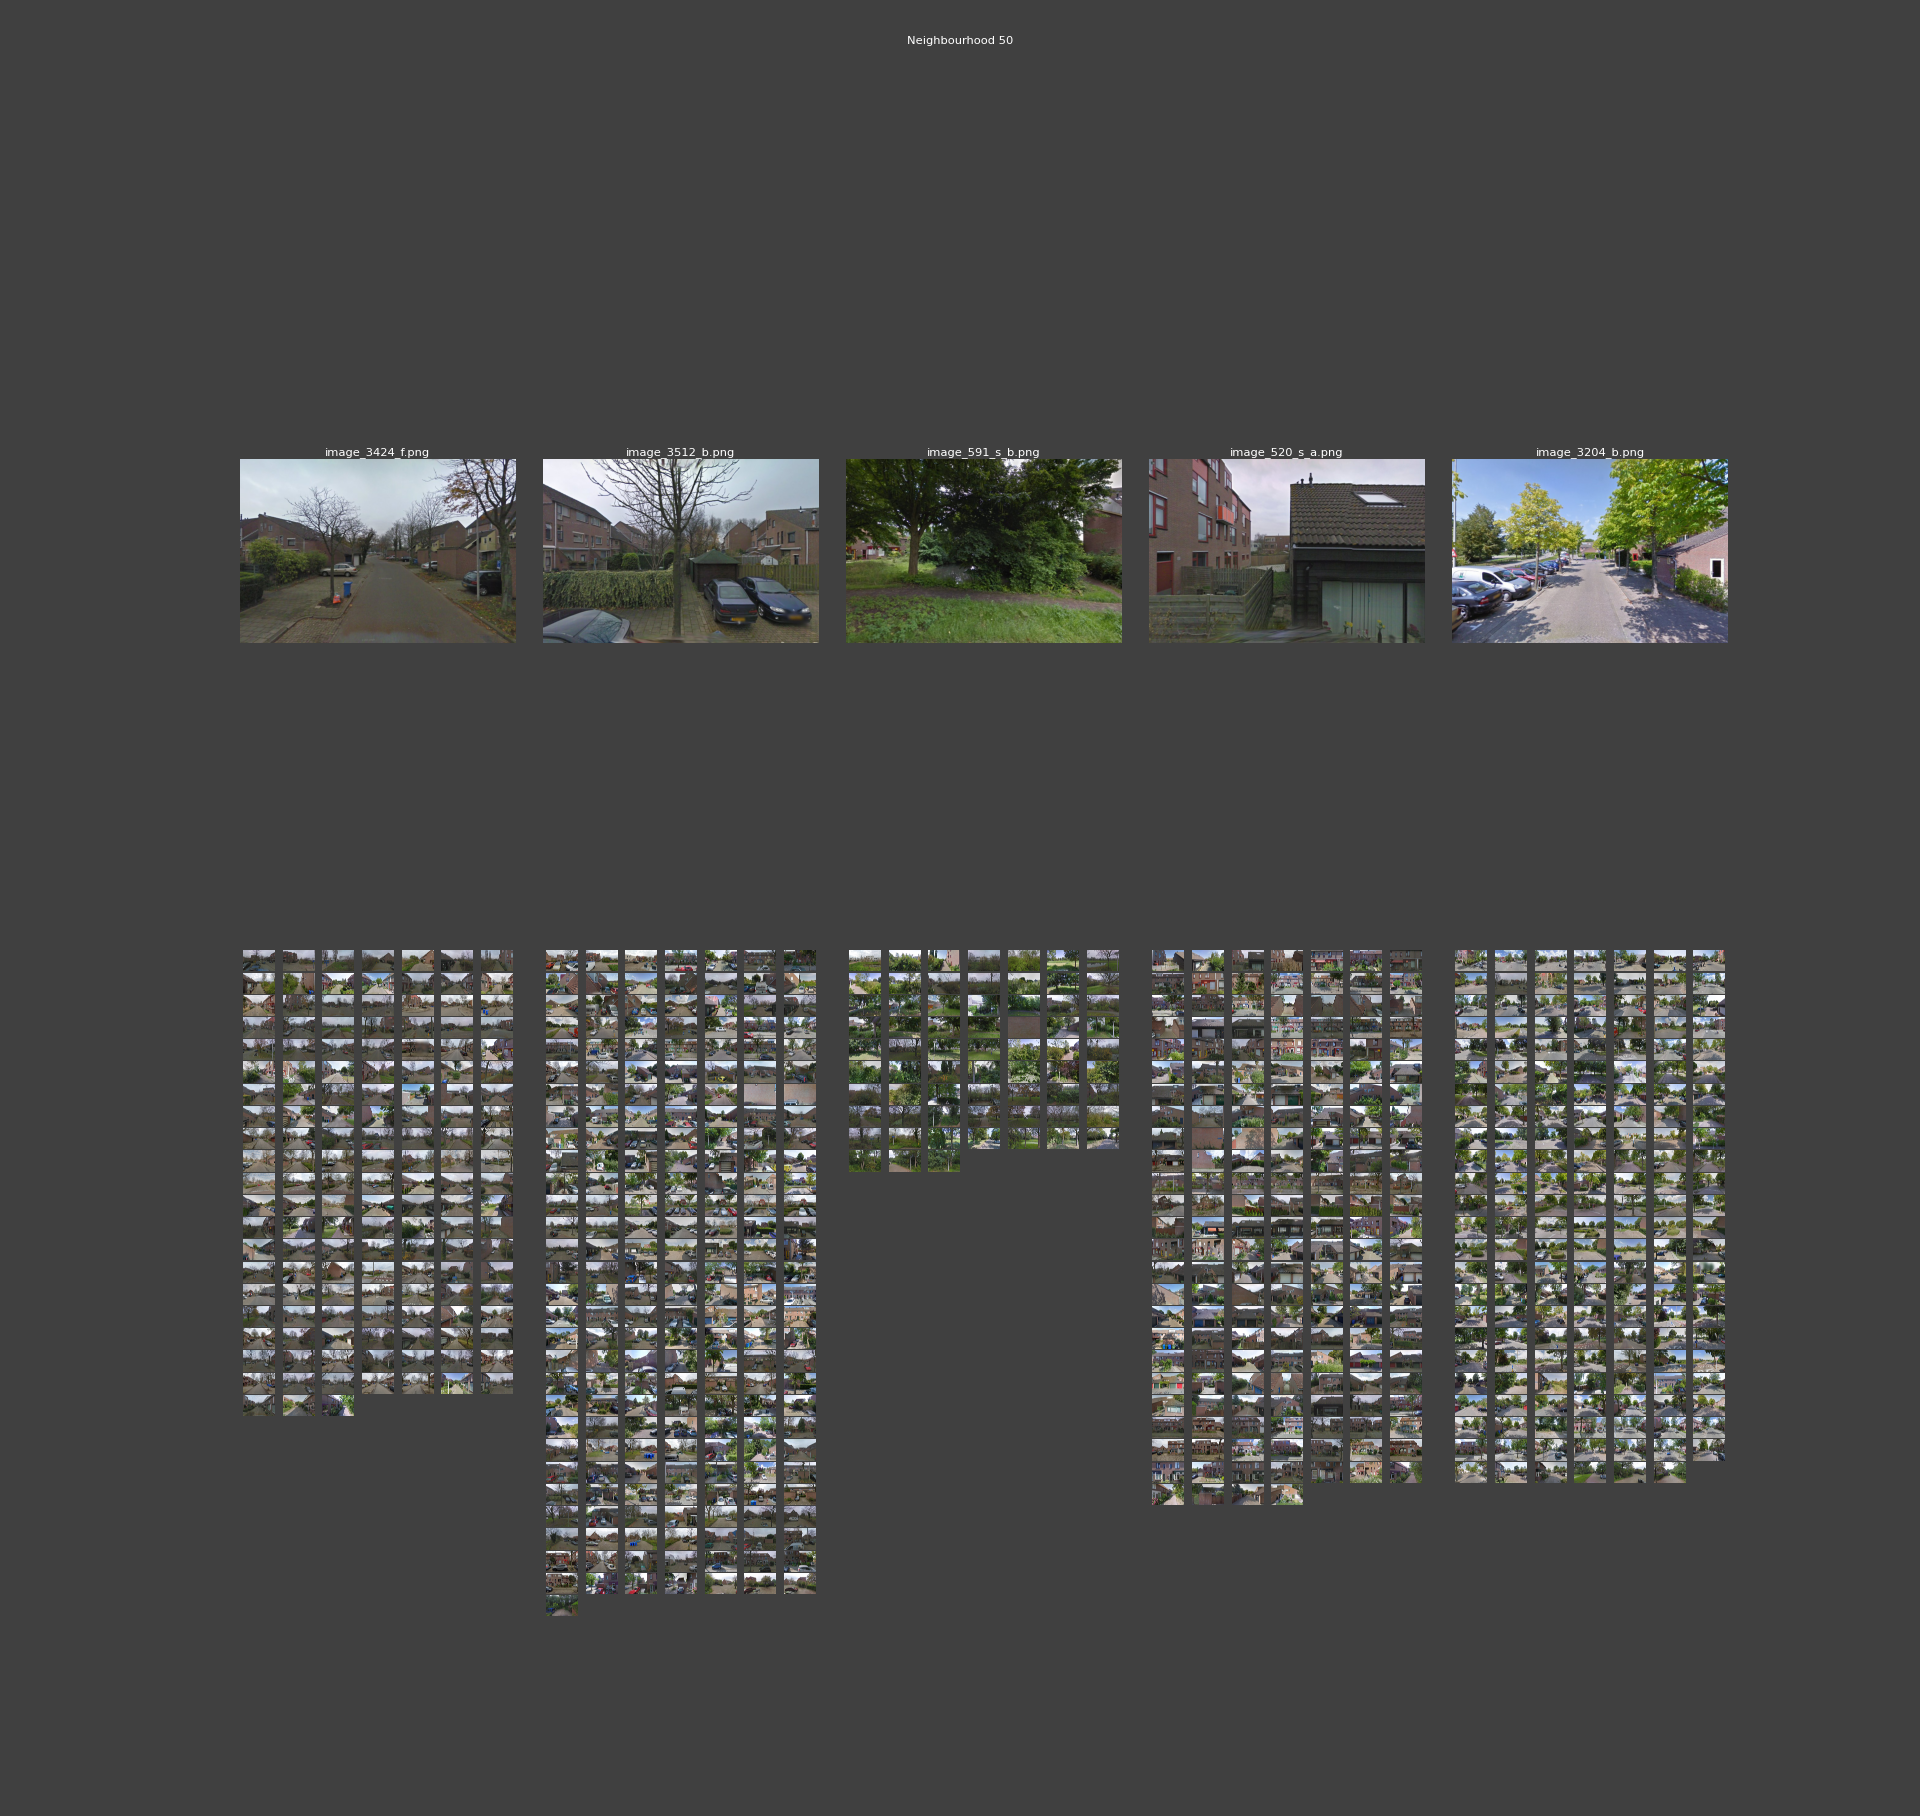 Neighbourhood 50
image_3424_f.png
image_3512_b.png
image_591_s_b.png
image_520_s_a.png
image_3204_b.png